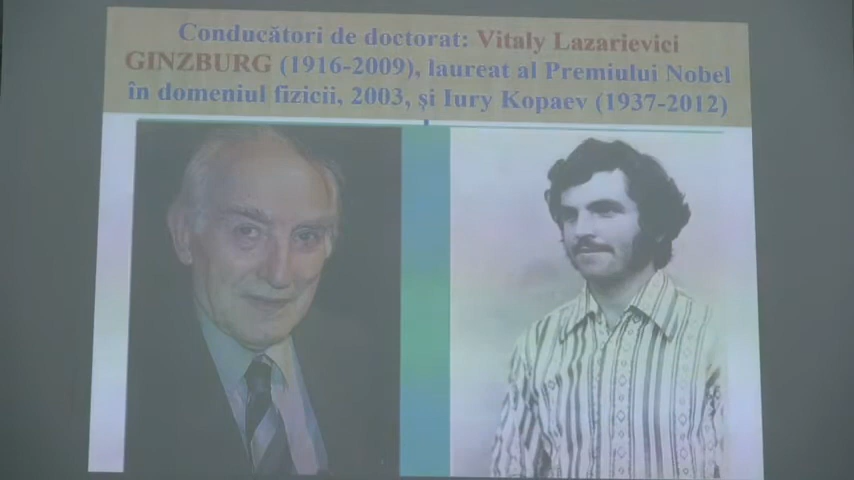 Conducători de doctorat: Vitaly Lazarievici
GINZBURG (1916-2009), laureat al Premiului Nobel
în domeniul fizicii, 2003, şi Iury Kopaev (1937-2012)